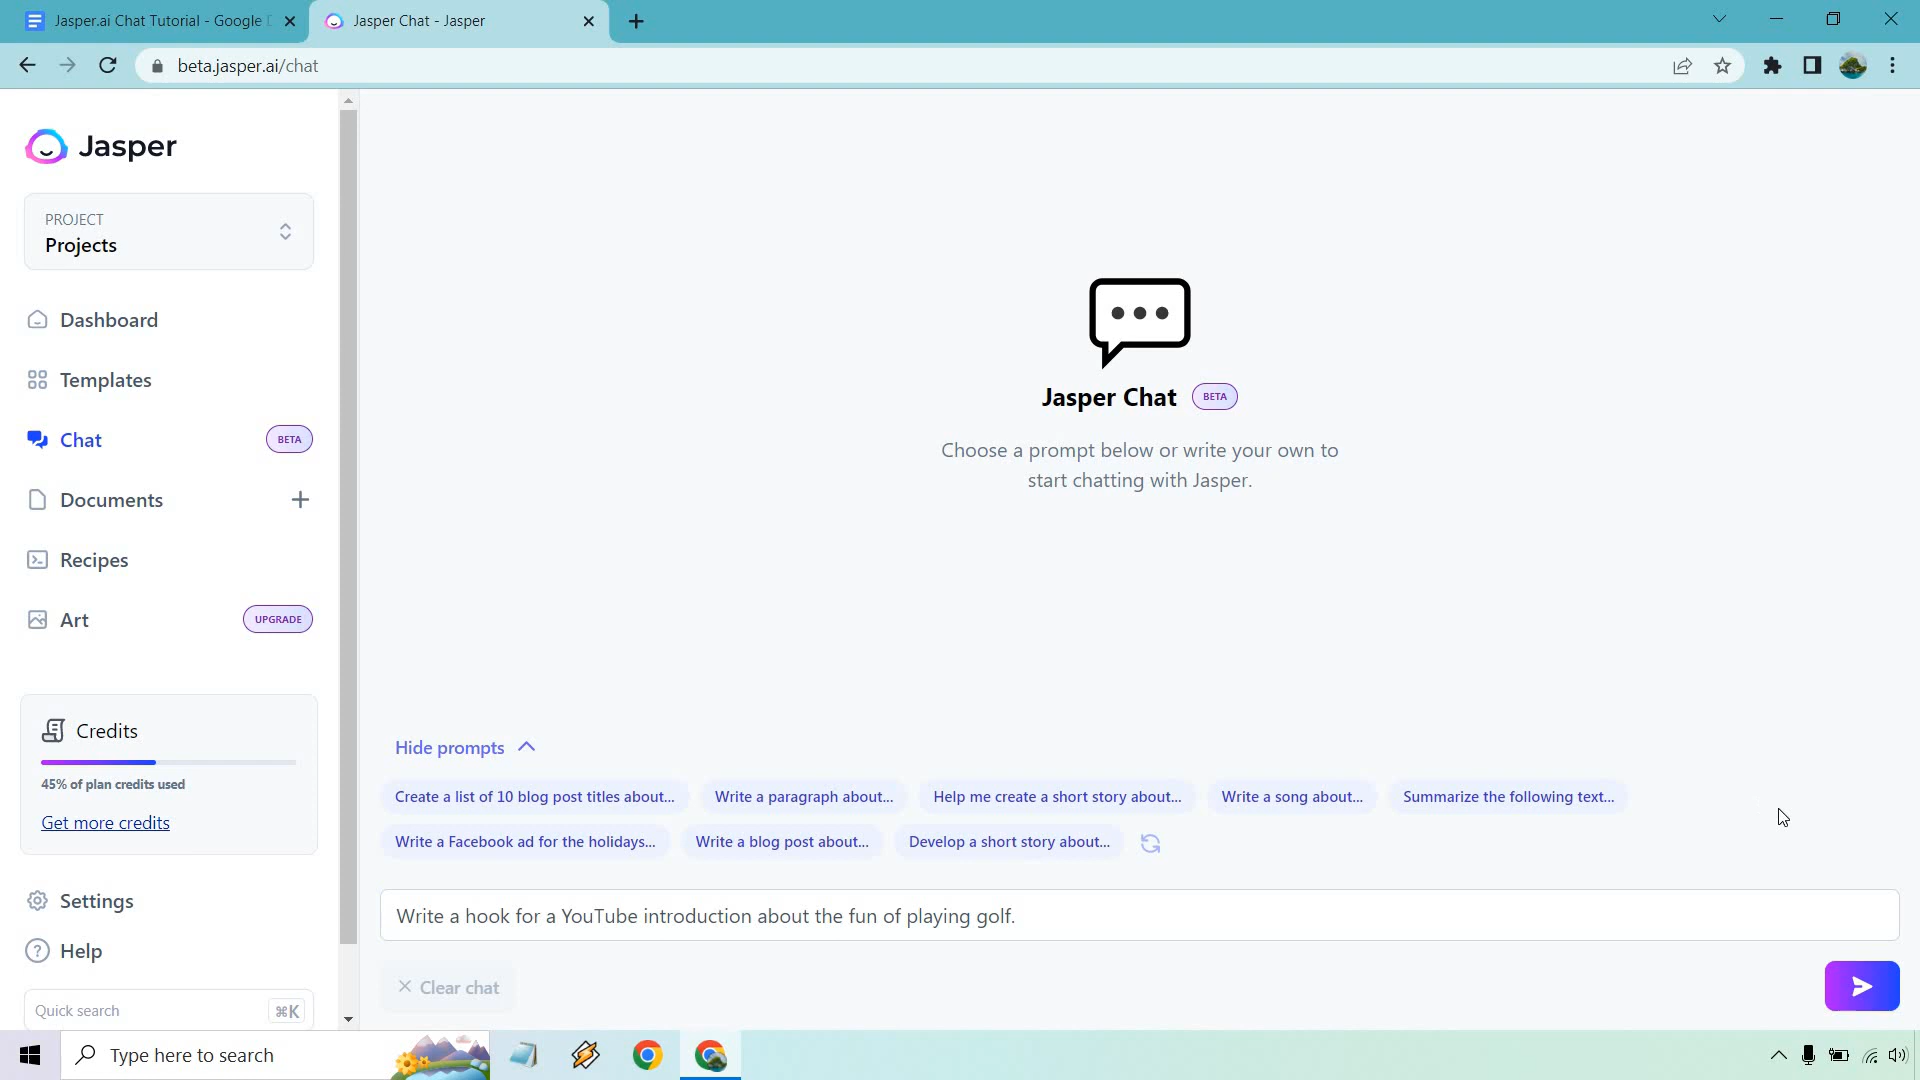 Jasper.ai Chat Tutorial - Google D
Jasper Chat - Jasper
beta.jasper.ai/chat
Jasper
PROJECT
Projects
Dashboard
Templates
Chat
BETA
Documents
Recipes
Art
UPGRADE
Credits
45% of plan credits used
Get more credits
Settings
Help
Quick search
⌘K
Jasper Chat
BETA
Choose a prompt below or write your own to
start chatting with Jasper.
Hide prompts
Create a list of 10 blog post titles about...
Write a paragraph about...
Help me create a short story about...
Write a song about...
Summarize the following text...
Write a Facebook ad for the holidays...
Write a blog post about...
Develop a short story about...
Write a hook for a YouTube introduction about the fun of playing golf.
Clear chat
Type here to search